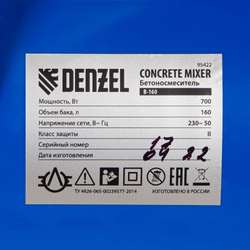 95422
DENZEL CONCRETE MIXER
Бетоносмеситель
B-160
Мощность, Вт 700
Объем бака, л 160
Напряжение сети, В~ Гц 230~ 50
Класс защиты II
Серийный номер
Дата изготовления
ТУ 4826-065-00239577-2014
ИЗГОТОВЛЕНО В РОССИИ